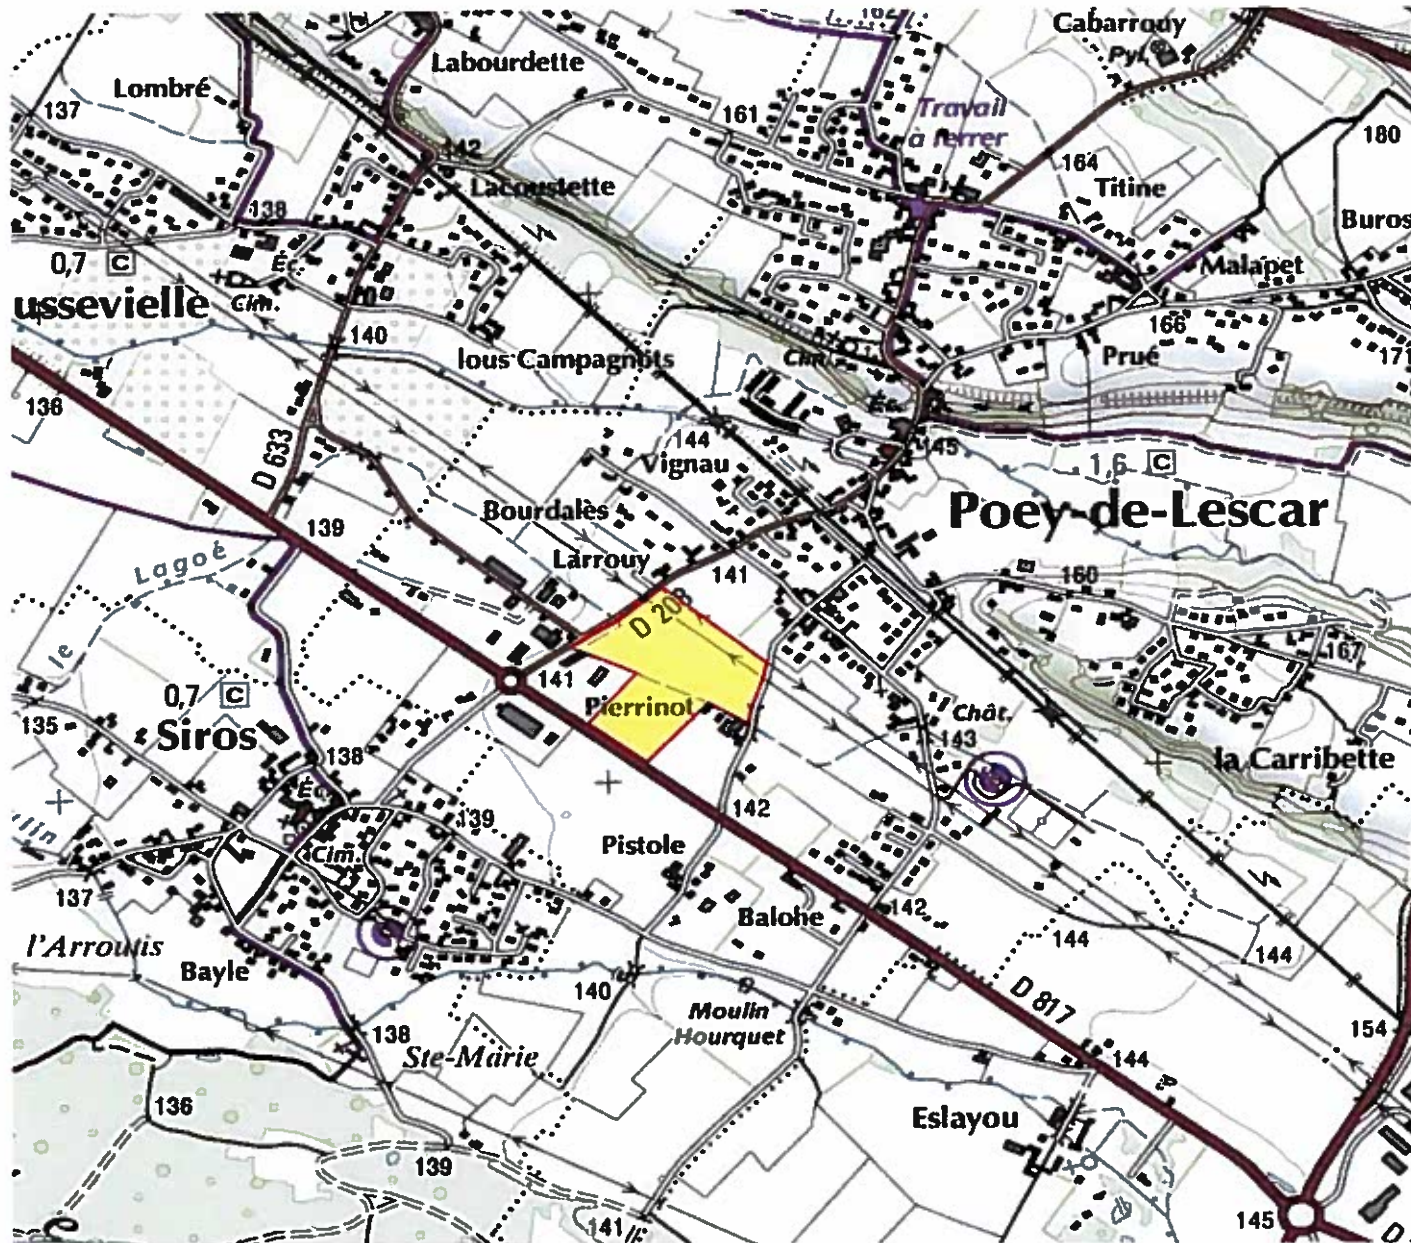 162
Cabarrouy
Pyl.
Labourdette
Lombré
137
Travail
à ferrer
161
180
142
164
Lacoustette
Titine
138
Buros
0,7 C
Éc.
Malapet
Cim.
ussevielle
166
140
lous Campagnots
Cim.
Prué
171
136
Éc.
D 633
144
145
Vignau
1,6 C
Bourdalès
Poey-de-Lescar
139
Larrouy
141
le Lagoé
160
D 208
167
141
0,7 C
Pierrinot
135
Chât.
Siros
143
138
la Carribette
Éc.
142
139
Pistole
Cim.
137
Balohe
142
l'Arroutis
144
144
Bayle
140
D 817
Moulin
Hourquet
138
154
Ste-Marie
144
136
Eslayou
139
141
145
D